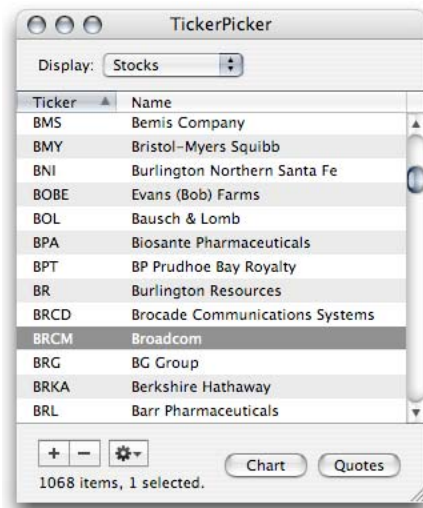 TickerPicker
Display: Stocks
Ticker Name
BMS Bemis Company
BMY Bristol-Myers Squibb
BNI Burlington Northern Santa Fe
BOBE Evans (Bob) Farms
BOL Bausch & Lomb
BPA Biosante Pharmaceuticals
BPT BP Prudhoe Bay Royalty
BR Burlington Resources
BRCD Brocade Communications Systems
BRCM Broadcom
BRG BG Group
BRKA Berkshire Hathaway
BRL Barr Pharmaceuticals
+ −
Chart Quotes
1068 items, 1 selected.